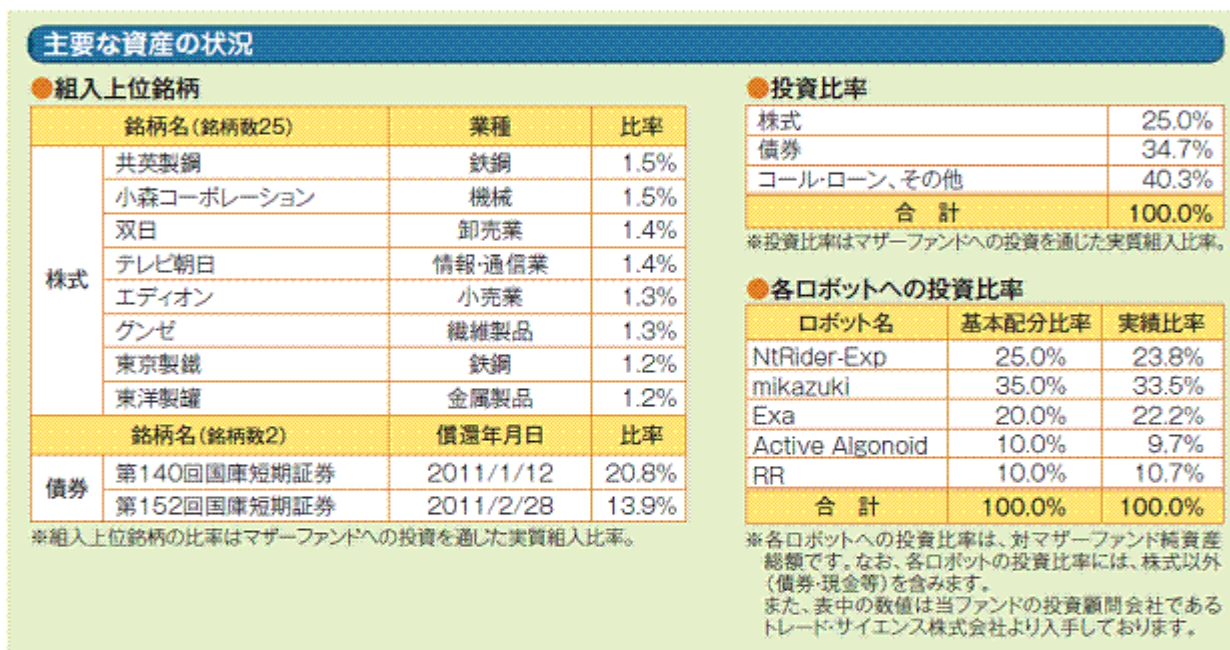 主要な資産の状況
●組入上位銘柄
銘柄名(銘柄数25) 業種 比率
株式
共英製鋼 鉄鋼 1.5%
小森コーポレーション 機械 1.5%
双日 卸売業 1.4%
テレビ朝日 情報・通信業 1.4%
エディオン 小売業 1.3%
グンゼ 繊維製品 1.3%
東京製鐵 鉄鋼 1.2%
東洋製罐 金属製品 1.2%
銘柄名(銘柄数2) 償還年月日 比率
債券
第140回国庫短期証券 2011/1/12 20.8%
第152回国庫短期証券 2011/2/28 13.9%
※組入上位銘柄の比率はマザーファンドへの投資を通じた実質組入比率。
●投資比率
株式 25.0%
債券 34.7%
コール・ローン、その他 40.3%
合 計 100.0%
※投資比率はマザーファンドへの投資を通じた実質組入比率。
●各ロボットへの投資比率
ロボット名 基本配分比率 実績比率
NtRider-Exp 25.0% 23.8%
mikazuki 35.0% 33.5%
Exa 20.0% 22.2%
Active Algonoid 10.0% 9.7%
RR 10.0% 10.7%
合 計 100.0% 100.0%
※各ロボットへの投資比率は、対マザーファンド純資産
総額です。なお、各ロボットの投資比率には、株式以外
(債券・現金等)を含みます。
また、表中の数値は当ファンドの投資顧問会社である
トレード・サイエンス株式会社より入手しております。